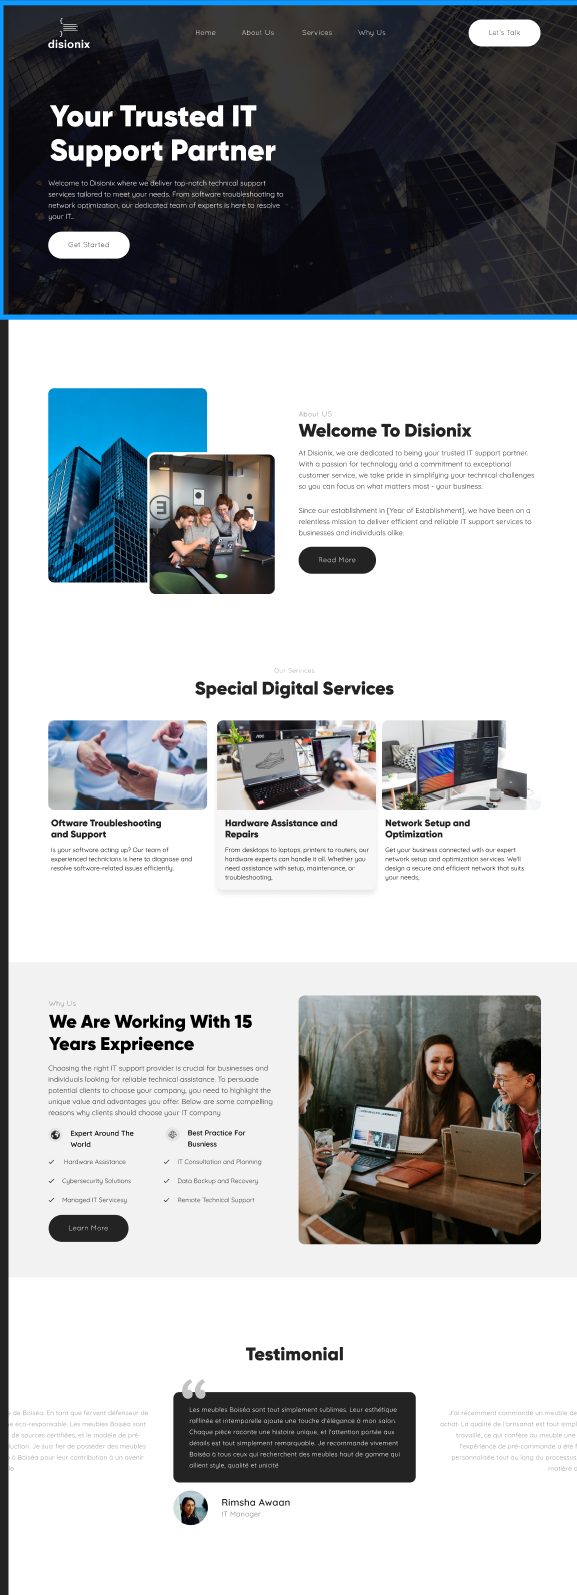 disionix
Home About Us Services Why Us
Let's Talk
Your Trusted IT
Support Partner
Welcome to Disionix where we deliver top-notch technical support
services tailored to meet your needs. From software troubleshooting to
network optimization, our dedicated team of experts is here to resolve
your IT..
Get Started
About US
Welcome To Disionix
At Disionix, we are dedicated to being your trusted IT support partner.
With a passion for technology and a commitment to exceptional
customer service, we take pride in simplifying your technical challenges
so you can focus on what matters most - your business.
Since our establishment in [Year of Establishment], we have been on a
relentless mission to deliver efficient and reliable IT support services to
businesses and individuals alike.
Read More
Our Services
Special Digital Services
Oftware Troubleshooting
and Support
Is your software acting up? Our team of
experienced technicians is here to diagnose and
resolve software-related issues efficiently.
Hardware Assistance and
Repairs
From desktops to laptops, printers to routers, our
hardware experts can handle it all. Whether you
need assistance with setup, maintenance, or
troubleshooting,
Network Setup and
Optimization
Get your business connected with our expert
network setup and optimization services. We'll
design a secure and efficient network that suits
your needs,
Why Us
We Are Working With 15
Years Exprieence
Choosing the right IT support provider is crucial for businesses and
individuals looking for reliable technical assistance. To persuade
potential clients to choose your company, you need to highlight the
unique value and advantages you offer. Below are some compelling
reasons why clients should choose your IT company
Expert Around The
World
Best Practice For
Busniess
Hardware Assistance
IT Consultation and Planning
Cybersecurity Solutions
Data Backup and Recovery
Managed IT Servicesy
Remote Technical Support
Learn More
Testimonial
de Boiséa. En tant que fervent défenseur de
éco-responsable. Les meubles Boiséa sont
de sources certifiées, et le modèle de pré-
duction. Je suis fier de posséder des meubles
à Boiséa pour leur contribution à un avenir
Les meubles Boiséa sont tout simplement sublimes. Leur esthétique
raffinée et intemporelle ajoute une touche d'élégance à mon salon.
Chaque pièce raconte une histoire unique, et l'attention portée aux
détails est tout simplement remarquable. Je recommande vivement
Boiséa à tous ceux qui recherchent des meubles haut de gamme qui
allient style, qualité et unicité
J'ai récemment commandé un meuble de
achat. La qualité de l'artisanat est tout simpl
travaillé, ce qui confère au meuble une
l'expérience de pré-commande a été f
personnalisée tout au long du processus
matière d
Rimsha Awaan
IT Manager